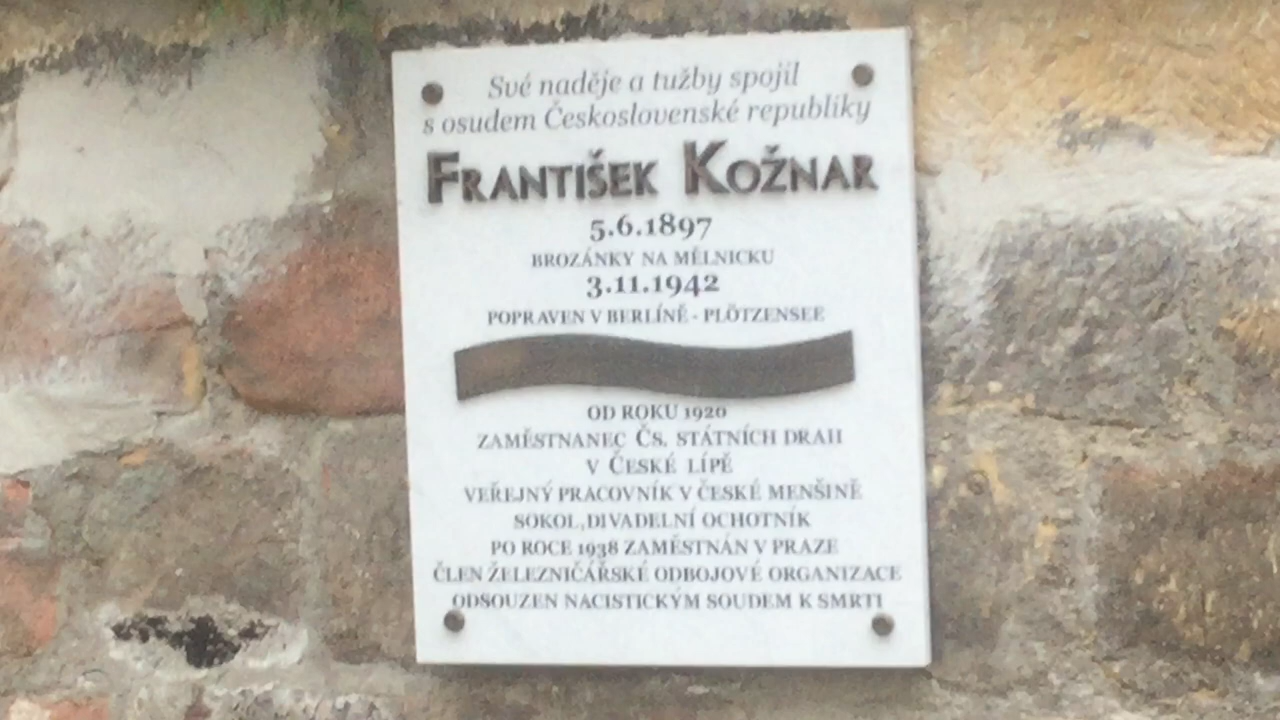 Své naděje a tužby spojil
s osudem Československé republiky
FRANTIŠEK KOŽNAR
5.6.1897
BROZÁNKY NA MĚLNICKU
3.11.1942
POPRAVEN V BERLÍNĚ - PLÖTZENSEE
OD ROKU 1920
ZAMĚSTNANEC ČS. STÁTNÍCH DRAH
V ČESKÉ LÍPĚ
VEŘEJNÝ PRACOVNÍK V ČESKÉ MENŠINĚ
SOKOL, DIVADELNÍ OCHOTNÍK
PO ROCE 1938 ZAMĚSTNÁN V PRAZE
ČLEN ŽELEZNIČÁŘSKÉ ODBOJOVÉ ORGANIZACE
ODSOUZEN NACISTICKÝM SOUDEM K SMRTI